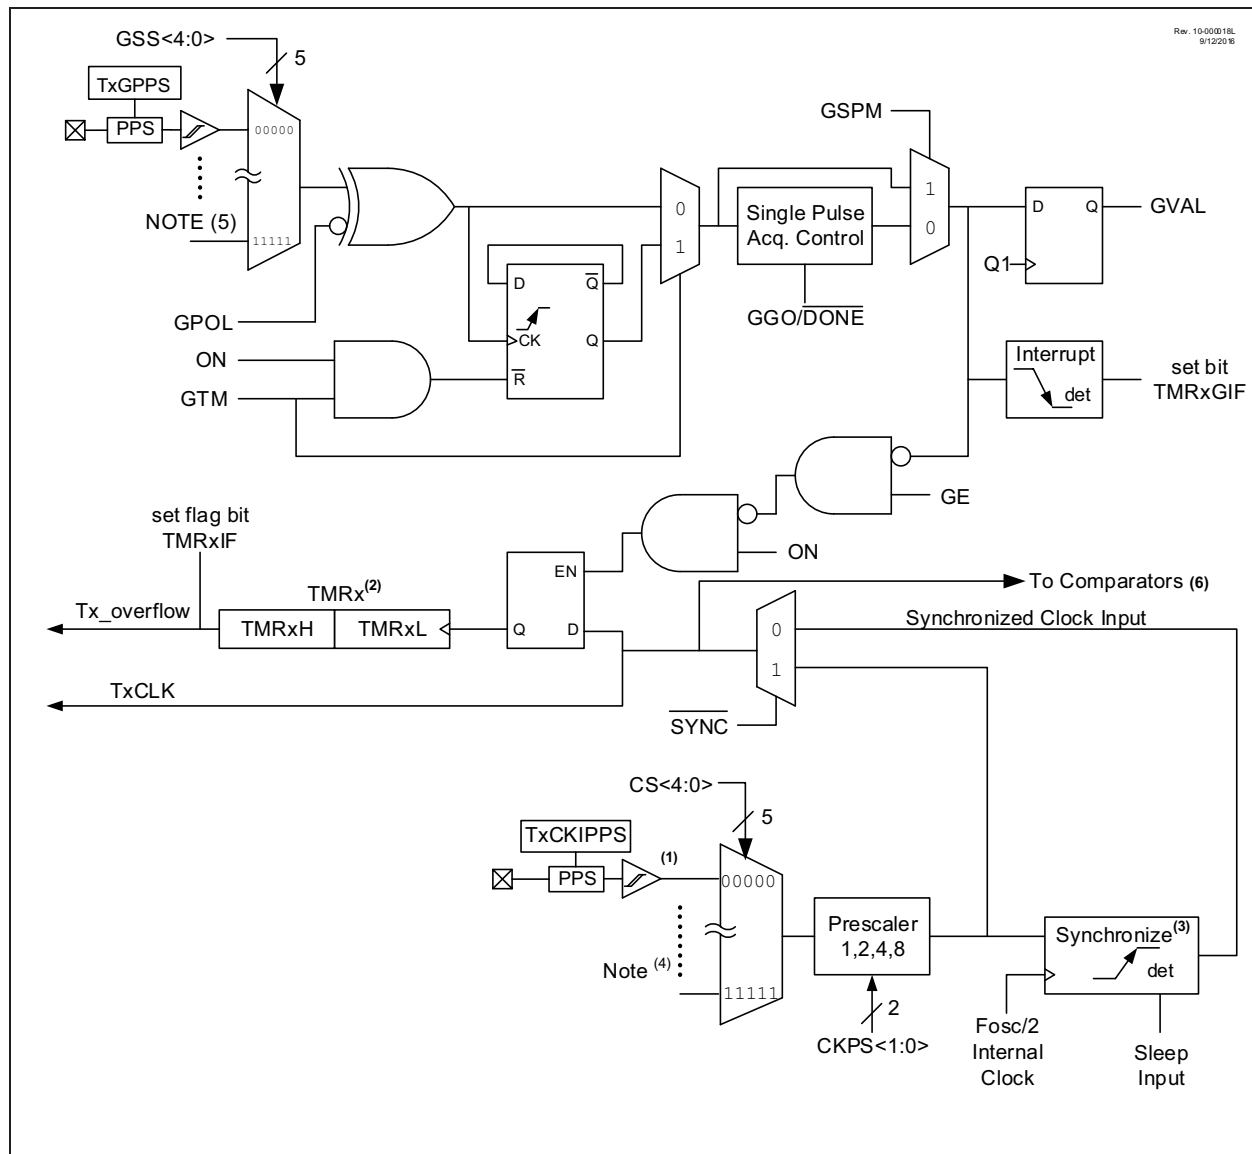 Rev. 10-000018L
9/12/2016
GSS<4:0>
5
TxGPPS
PPS
00000
NOTE (5)
11111
GPOL
ON
GTM
D
Q
CK
Q
R
0
1
Single Pulse
Acq. Control
GGO/DONE
GSPM
1
0
D
Q
Q1
GVAL
Interrupt
det
set bit
TMRxGIF
GE
ON
set flag bit
TMRxIF
Tx_overflow
TMRx(2)
TMRxH
TMRxL
EN
Q
D
TxCLK
To Comparators (6)
0
1
Synchronized Clock Input
SYNC
CS<4:0>
5
TxCKIPPS
PPS
(1)
00000
Note (4)
11111
Prescaler
1,2,4,8
2
CKPS<1:0>
Synchronize(3)
det
Fosc/2
Internal
Clock
Sleep
Input